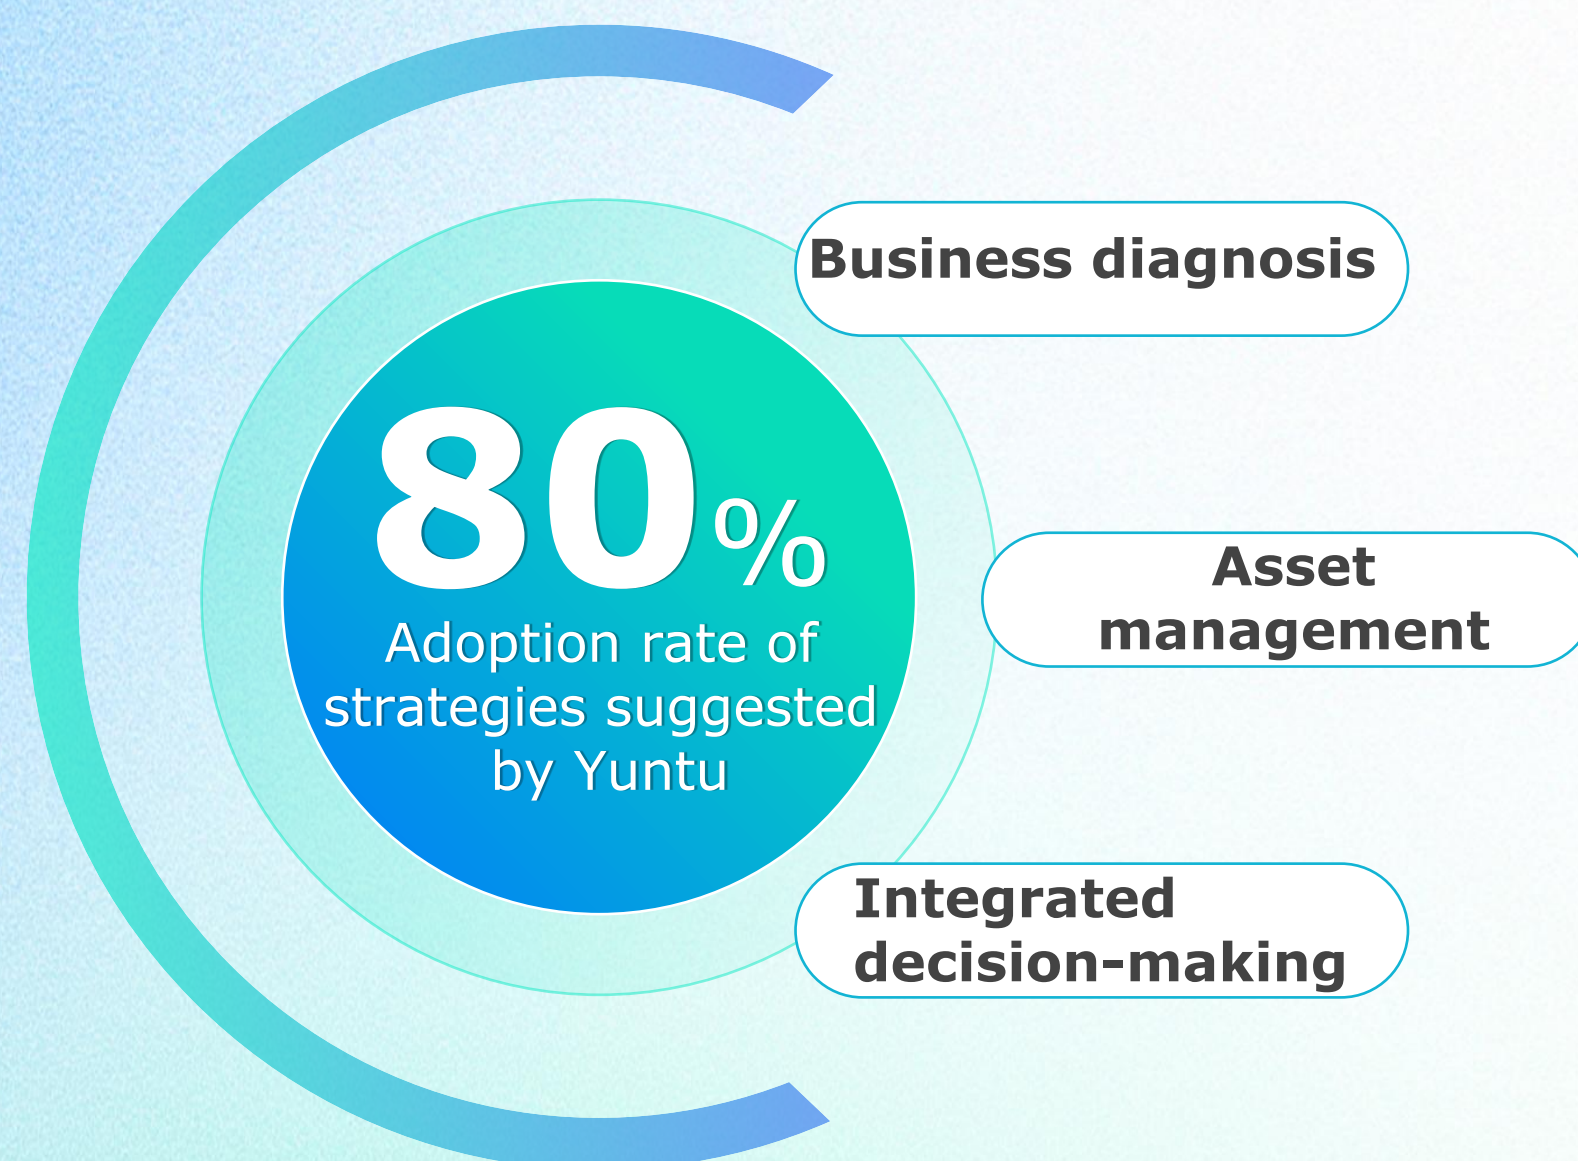 Business diagnosis
80%
Adoption rate of
strategies suggested
by Yuntu
Asset
management
Integrated
decision-making